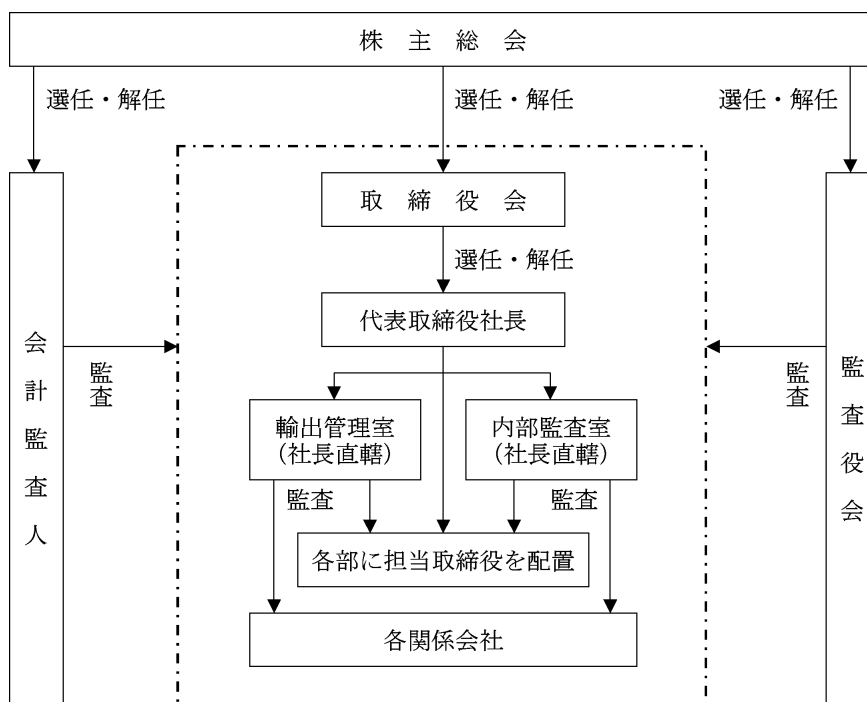 株主総会
選任・解任
選任・解任
選任・解任
取締役会
選任・解任
代表取締役社長
会計監査人
監査
監査
監査役会
輸出管理室
（社長直轄）
内部監査室
（社長直轄）
監査
監査
各部に担当取締役を配置
各関係会社